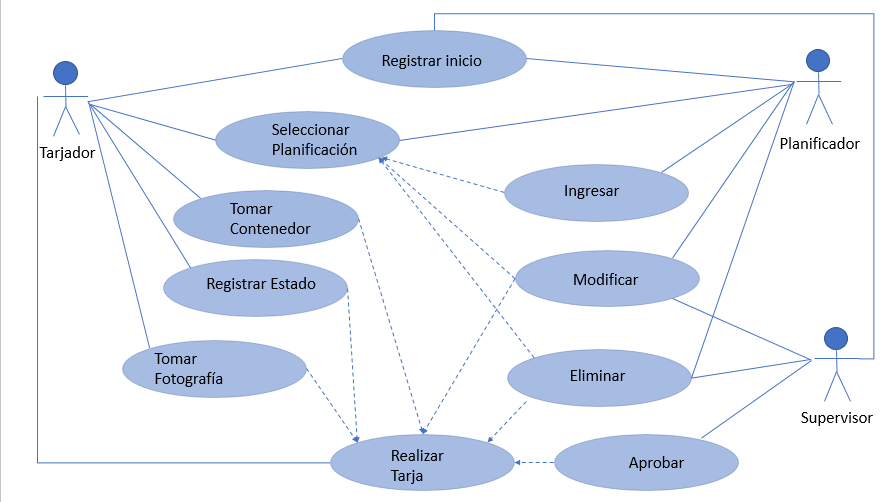 Registrar inicio
Tarjador
Planificador
Seleccionar
Planificación
Ingresar
Tomar
Contenedor
Registrar Estado
Modificar
Tomar
Fotografía
Eliminar
Supervisor
Realizar
Tarja
Aprobar